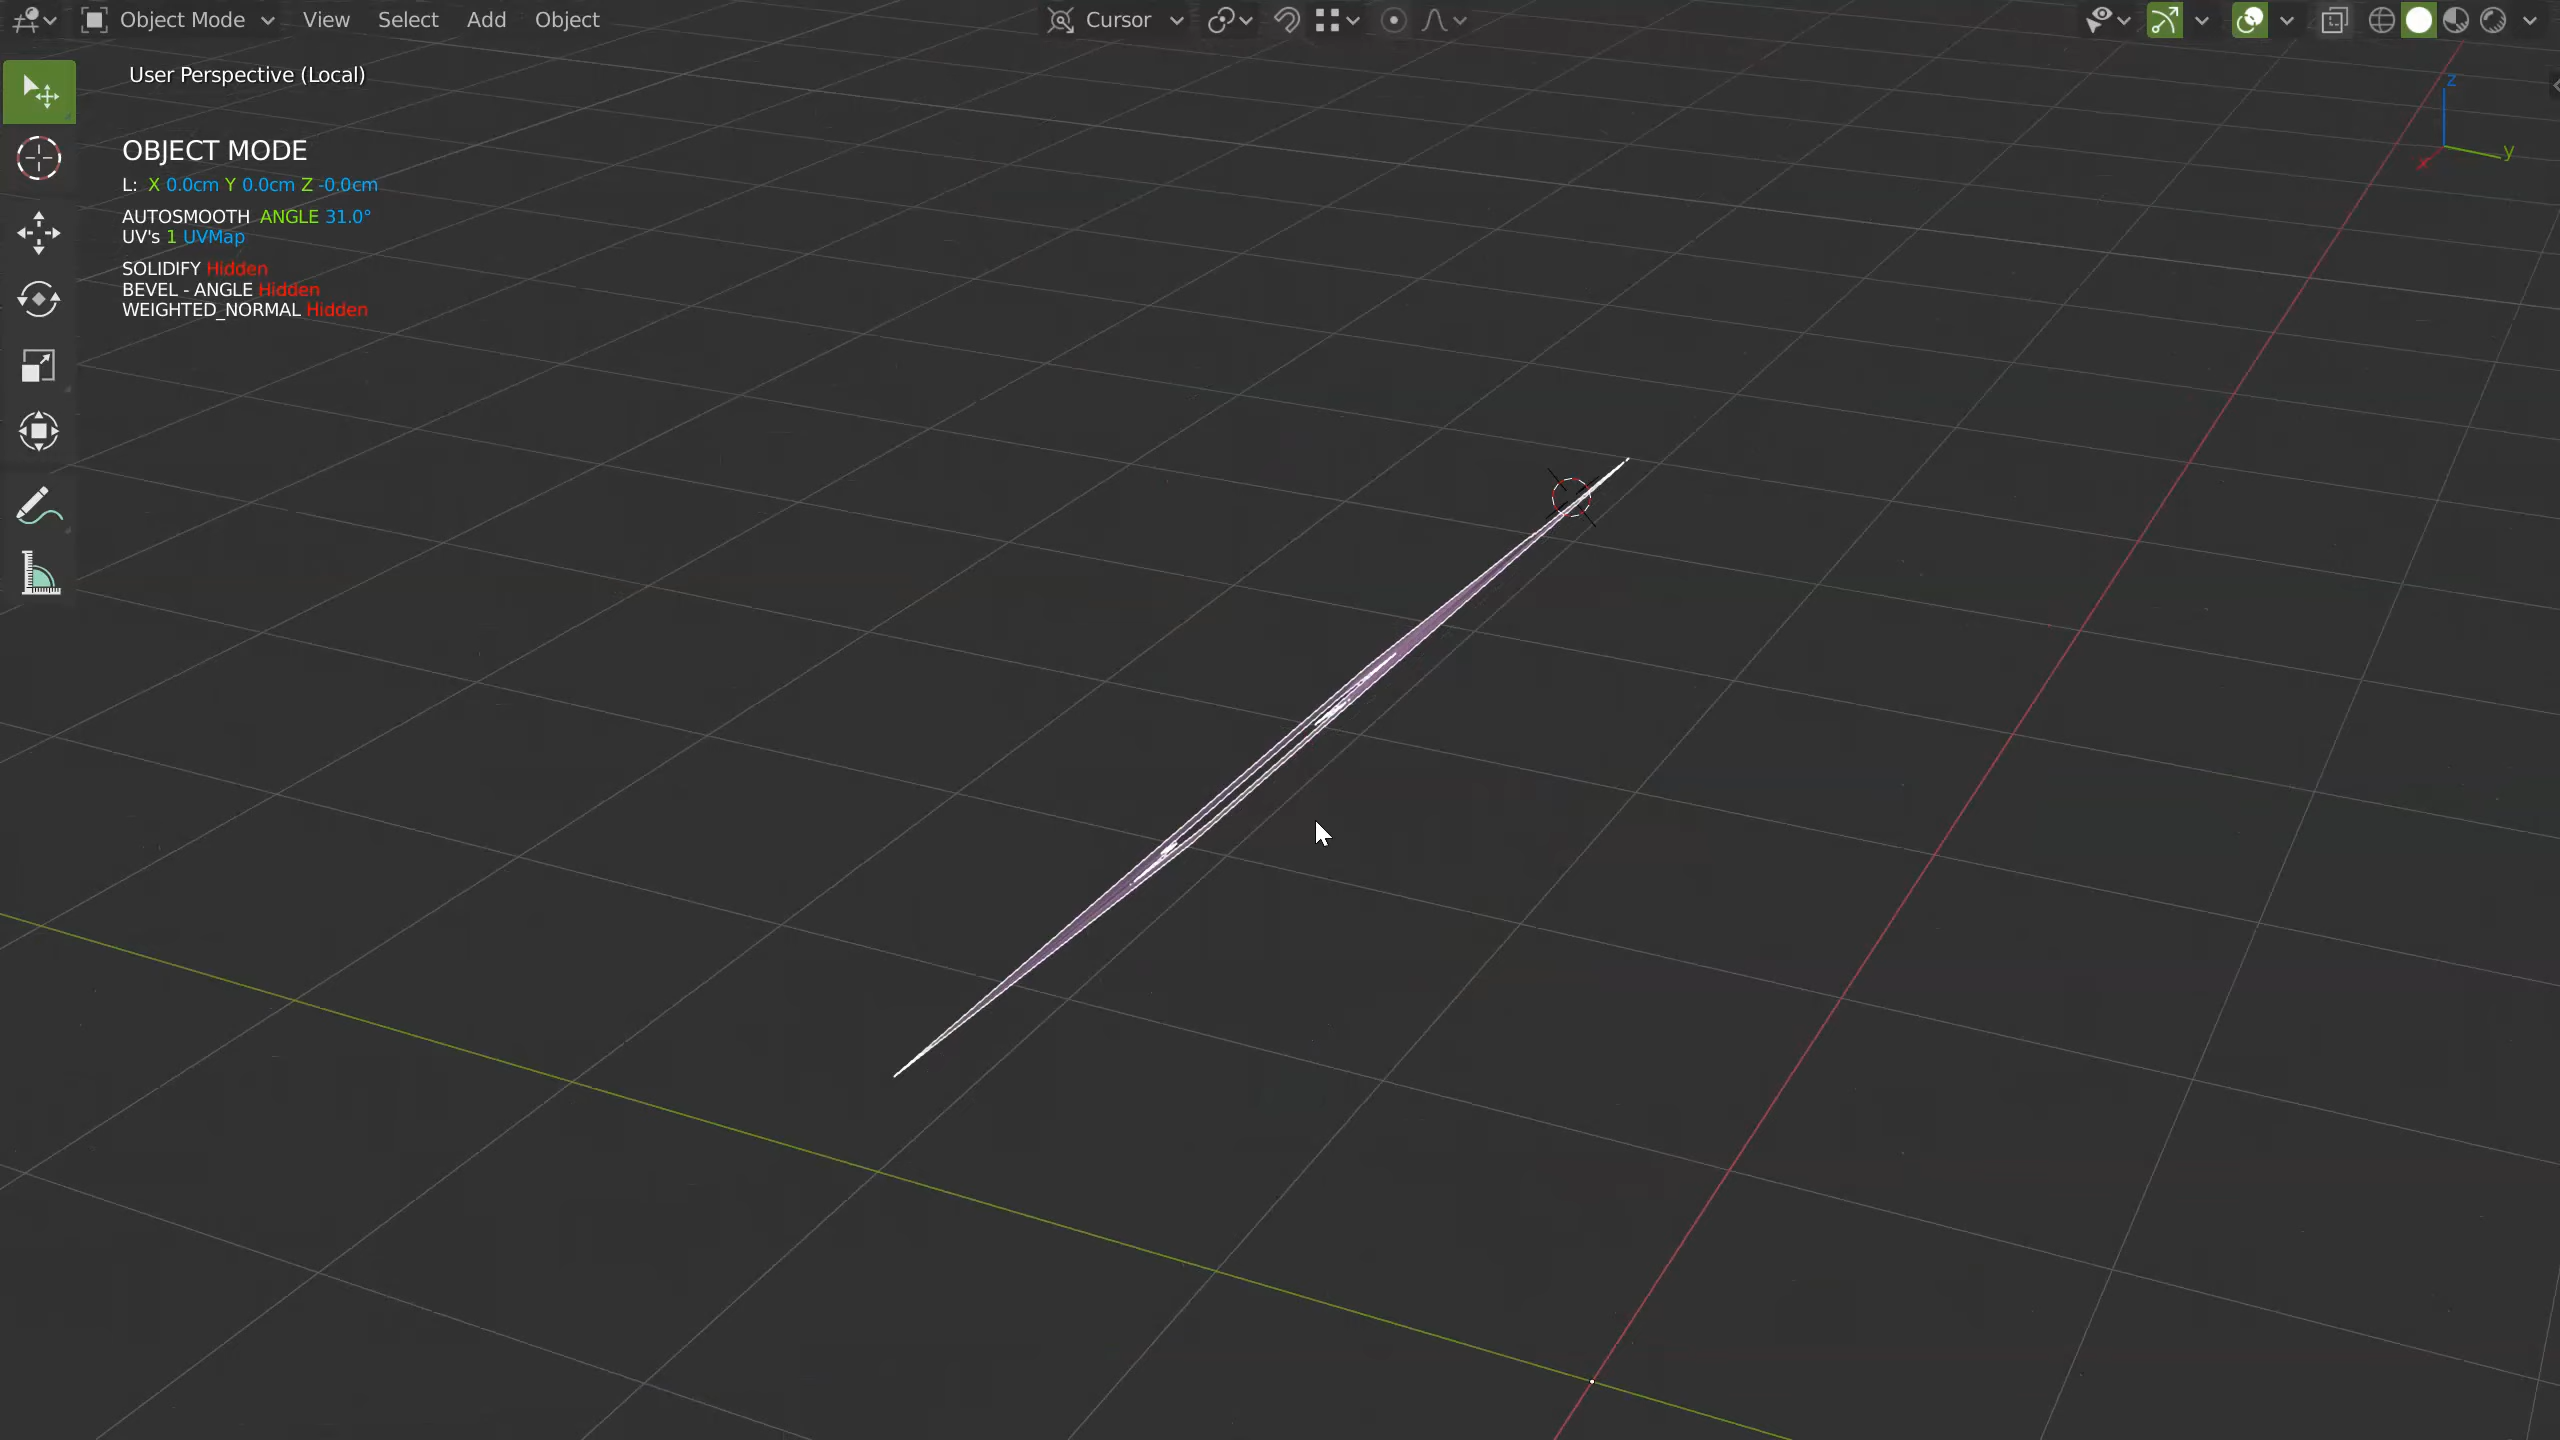 Object Mode View Select Add Object Cursor
User Perspective (Local)
OBJECT MODE
L: X 0.0cm Y 0.0cm Z -0.0cm
AUTOSMOOTH ANGLE 31.0°
UV's 1 UVMap
SOLIDIFY Hidden
BEVEL - ANGLE Hidden
WEIGHTED_NORMAL Hidden
z
y
x